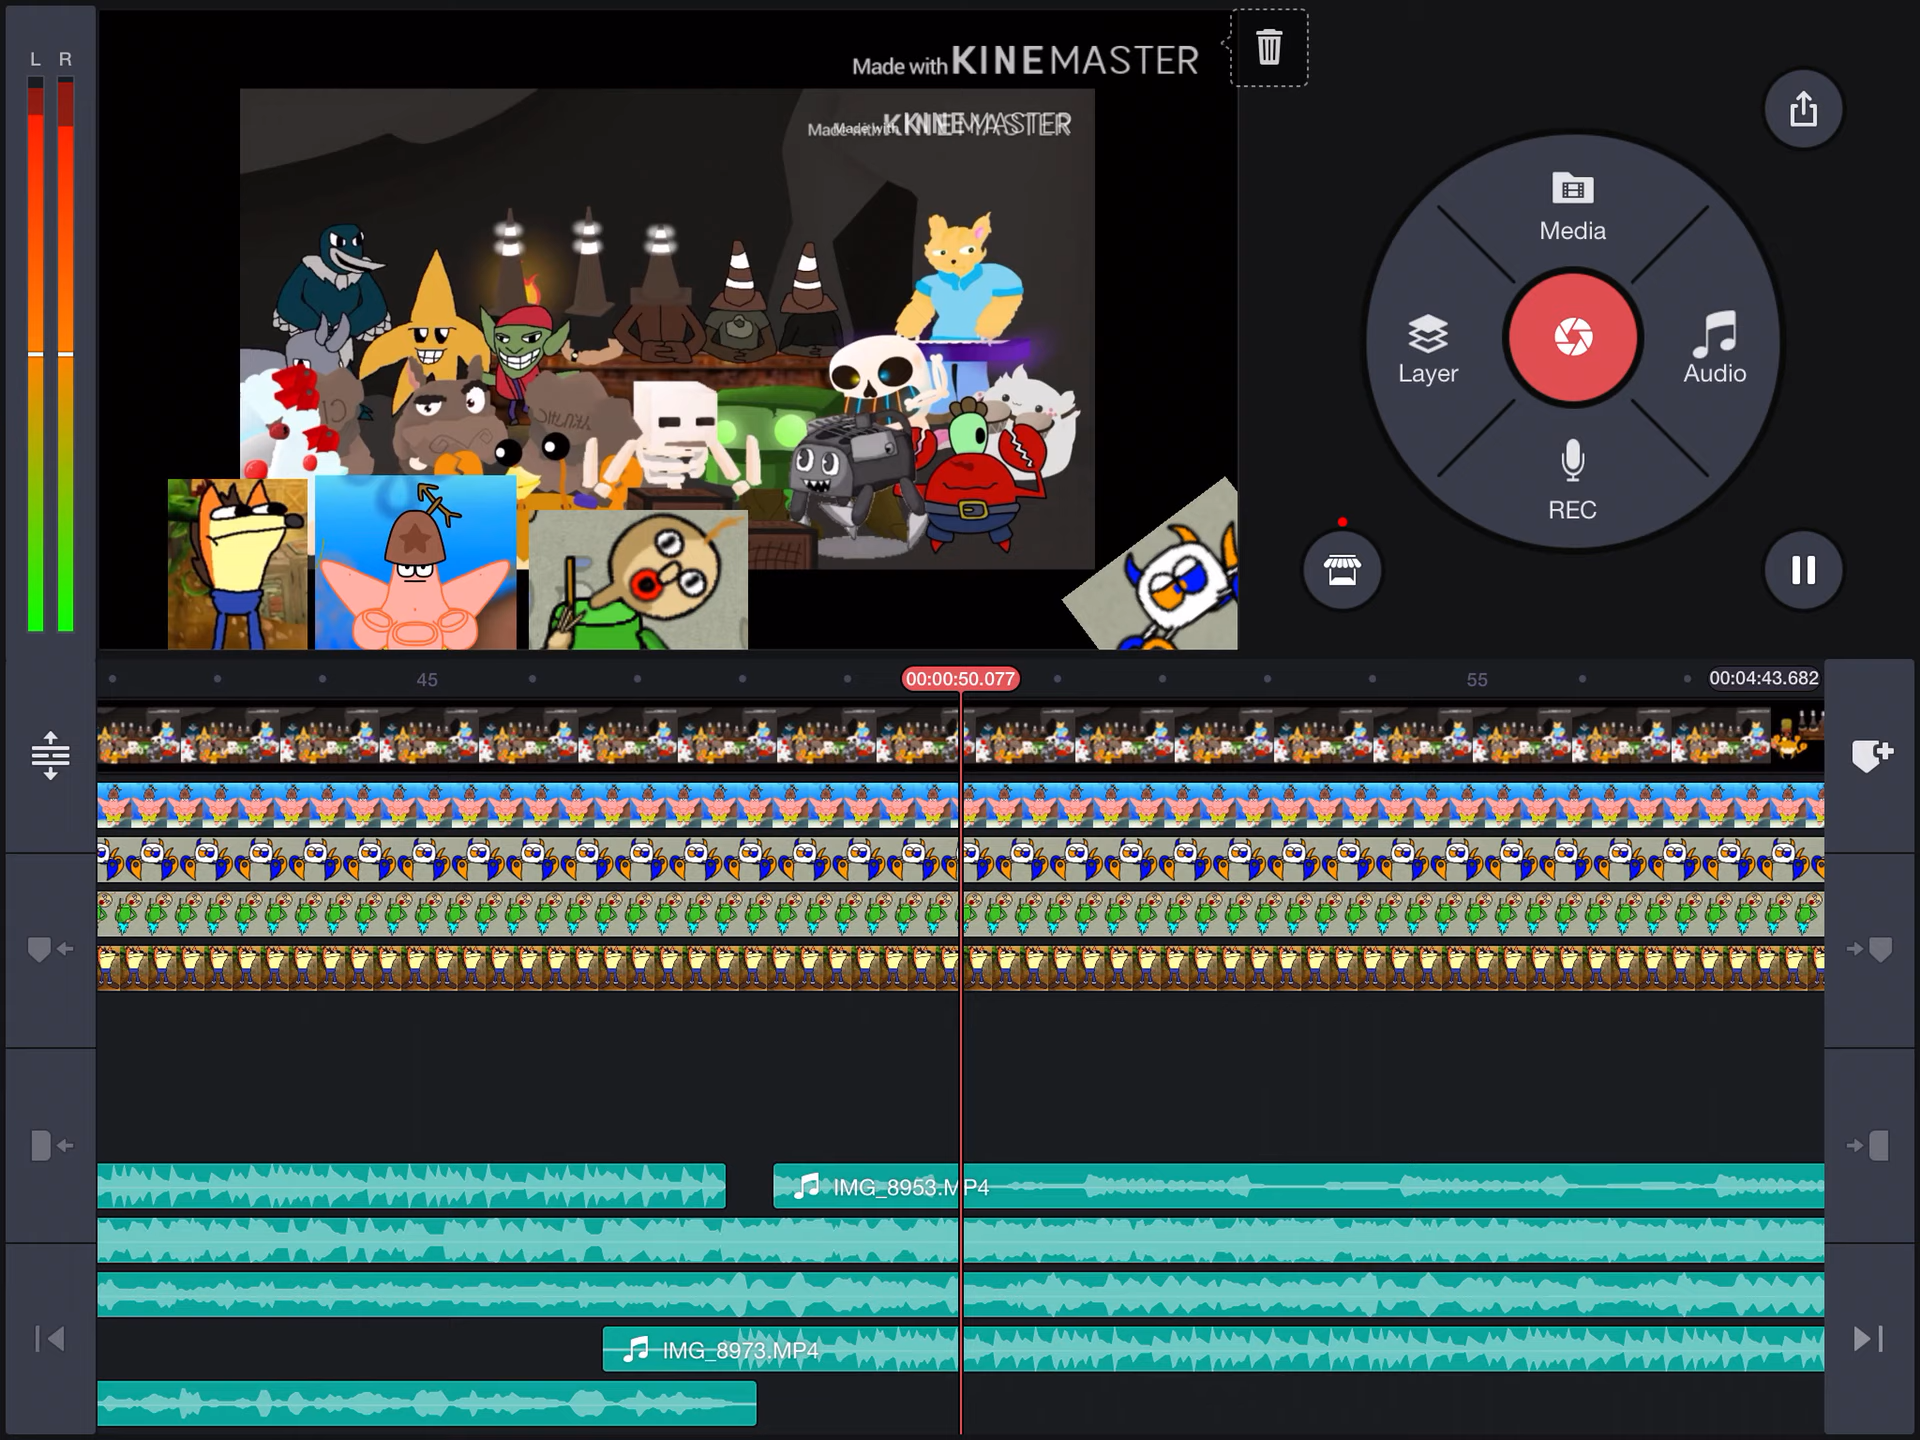 L R
Made with KINEMASTER
Made with KINEMASTER
Media
Layer
Audio
REC
45
00:00:50.077
55
00:04:43.682
IMG_8953.MP4
IMG_8973.MP4